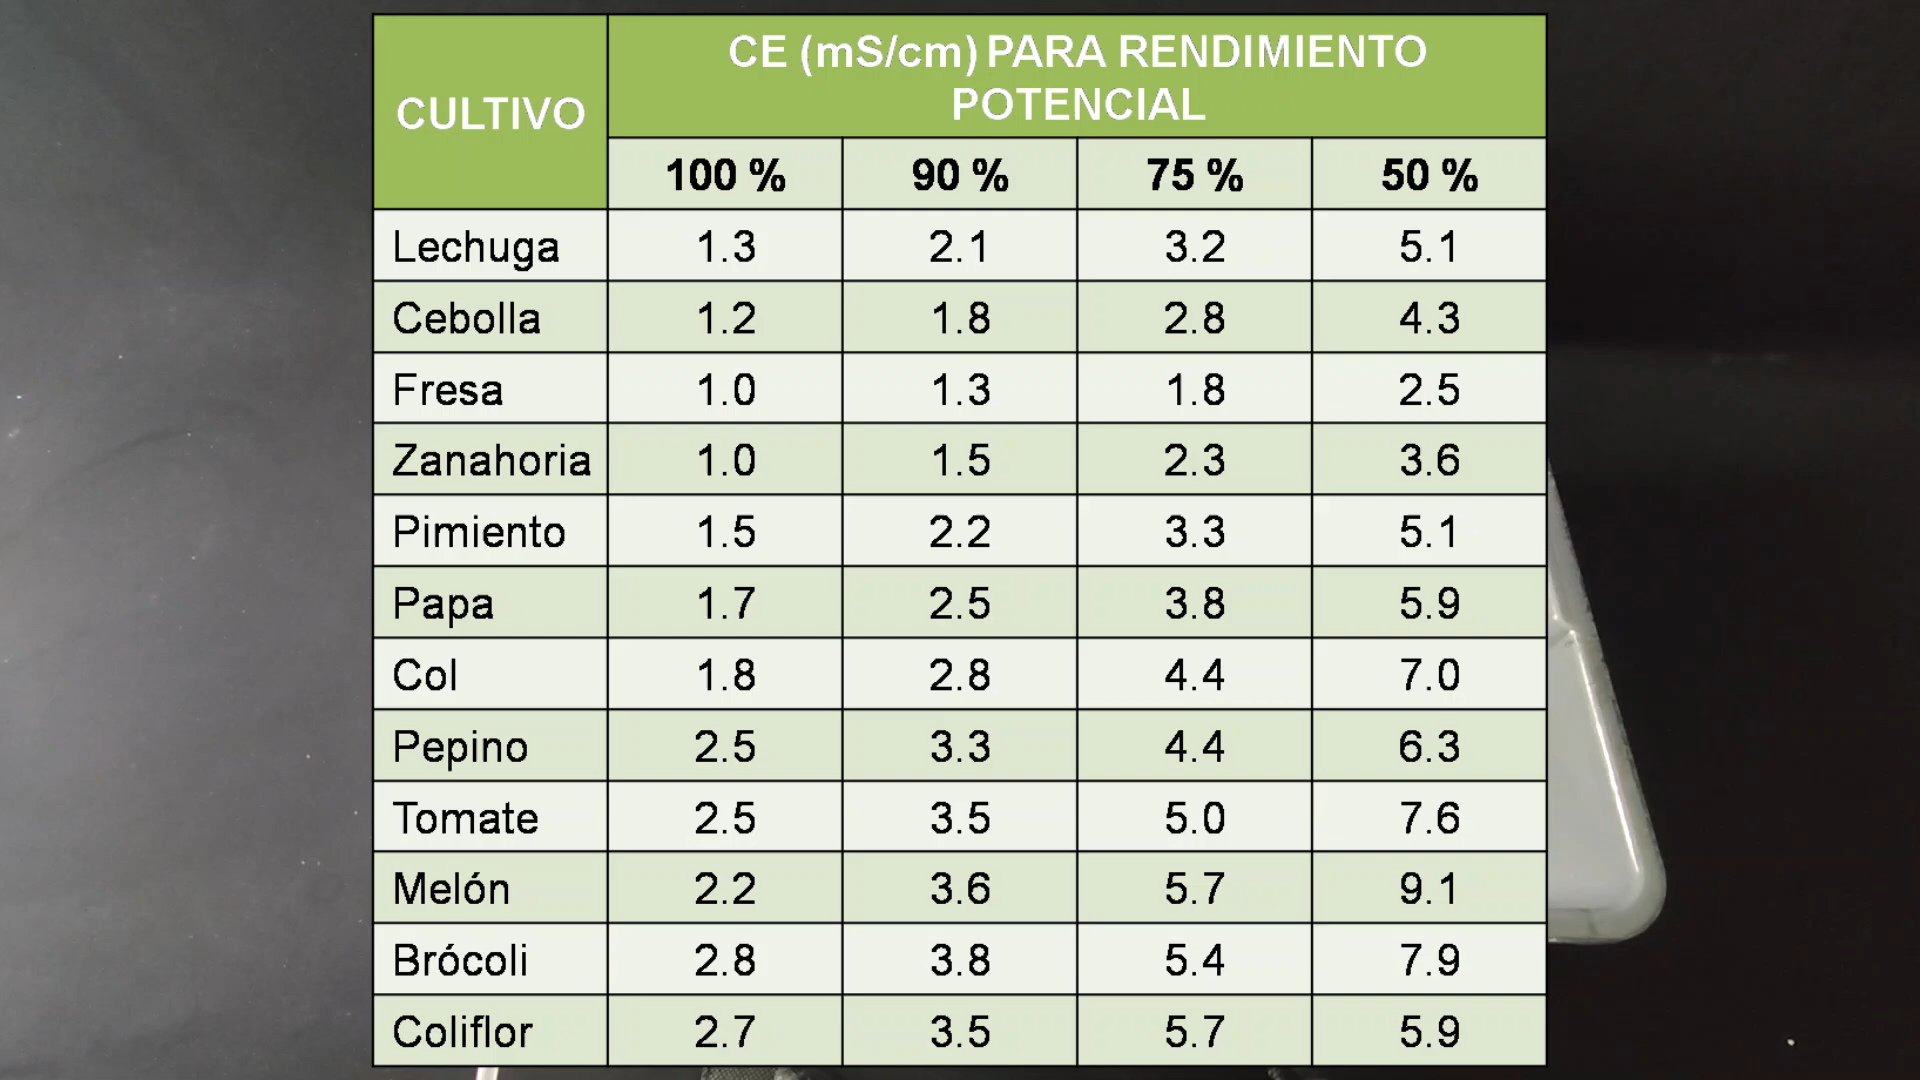 CULTIVO
CE (mS/cm) PARA RENDIMIENTO
POTENCIAL
100 % 90 % 75 % 50 %
Lechuga 1.3 2.1 3.2 5.1
Cebolla 1.2 1.8 2.8 4.3
Fresa 1.0 1.3 1.8 2.5
Zanahoria 1.0 1.5 2.3 3.6
Pimiento 1.5 2.2 3.3 5.1
Papa 1.7 2.5 3.8 5.9
Col 1.8 2.8 4.4 7.0
Pepino 2.5 3.3 4.4 6.3
Tomate 2.5 3.5 5.0 7.6
Melón 2.2 3.6 5.7 9.1
Brócoli 2.8 3.8 5.4 7.9
Coliflor 2.7 3.5 5.7 5.9